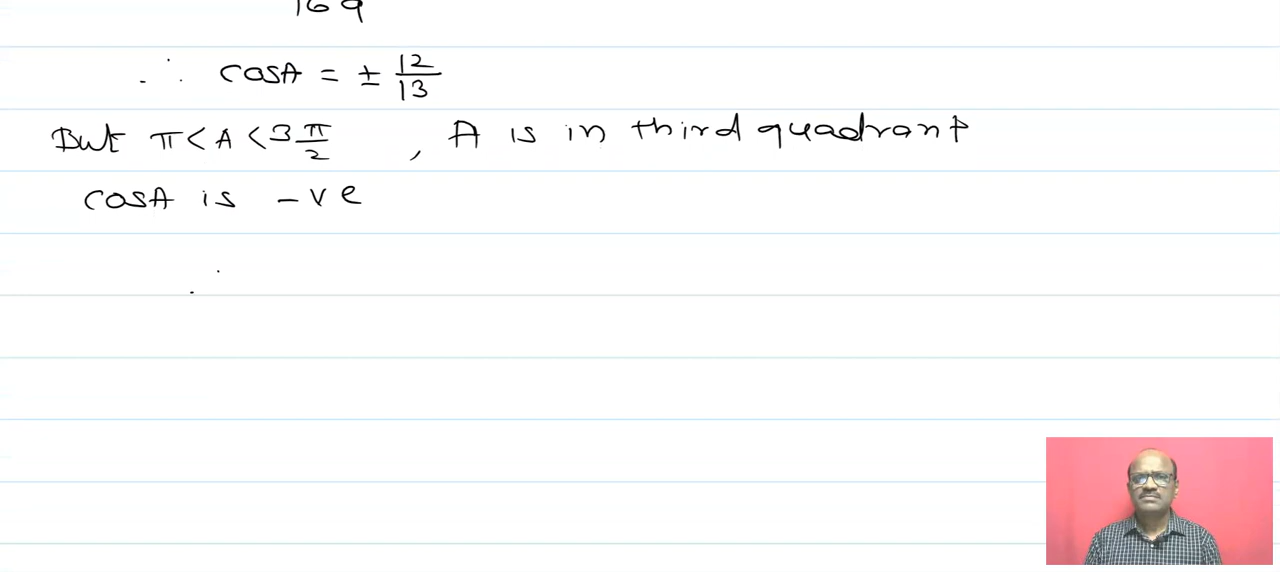 169
∴ cosA = ± 12/13
But π < A < 3π/2 , A is in third quadrant
cosA is -ve
∴